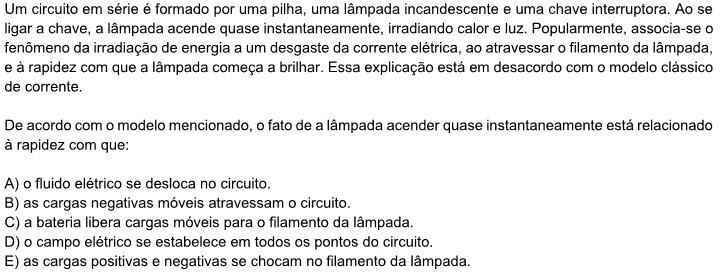 Um circuito em série é formado por uma pilha, uma lâmpada incandescente e uma chave interruptora. Ao se
ligar a chave, a lâmpada acende quase instantaneamente, irradiando calor e luz. Popularmente, associa-se o
fenômeno da irradiação de energia a um desgaste da corrente elétrica, ao atravessar o filamento da lâmpada,
e à rapidez com que a lâmpada começa a brilhar. Essa explicação está em desacordo com o modelo clássico
de corrente.
De acordo com o modelo mencionado, o fato de a lâmpada acender quase instantaneamente está relacionado
à rapidez com que:
A) o fluido elétrico se desloca no circuito.
B) as cargas negativas móveis atravessam o circuito.
C) a bateria libera cargas móveis para o filamento da lâmpada.
D) o campo elétrico se estabelece em todos os pontos do circuito.
E) as cargas positivas e negativas se chocam no filamento da lâmpada.